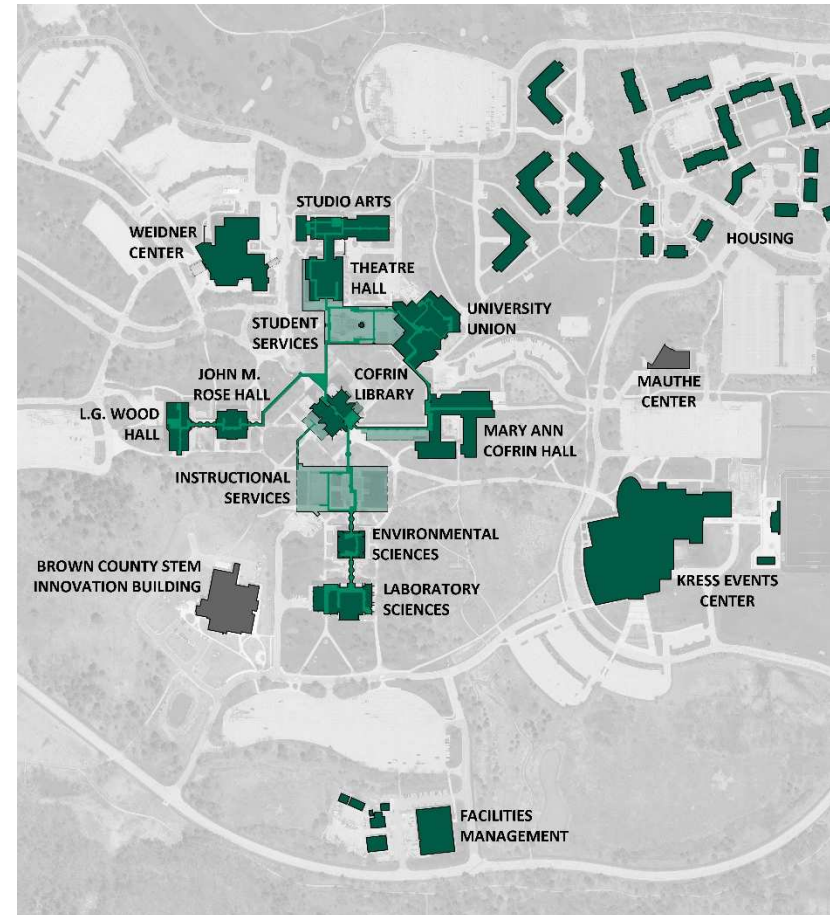 STUDIO ARTS
WEIDNER
CENTER
THEATRE
HALL
HOUSING
STUDENT
SERVICES
UNIVERSITY
UNION
JOHN M.
ROSE HALL
COFRIN
LIBRARY
MAUTHE
CENTER
L.G. WOOD
HALL
MARY ANN
COFRIN HALL
INSTRUCTIONAL
SERVICES
ENVIRONMENTAL
SCIENCES
BROWN COUNTY STEM
INNOVATION BUILDING
LABORATORY
SCIENCES
KRESS EVENTS
CENTER
FACILITIES
MANAGEMENT